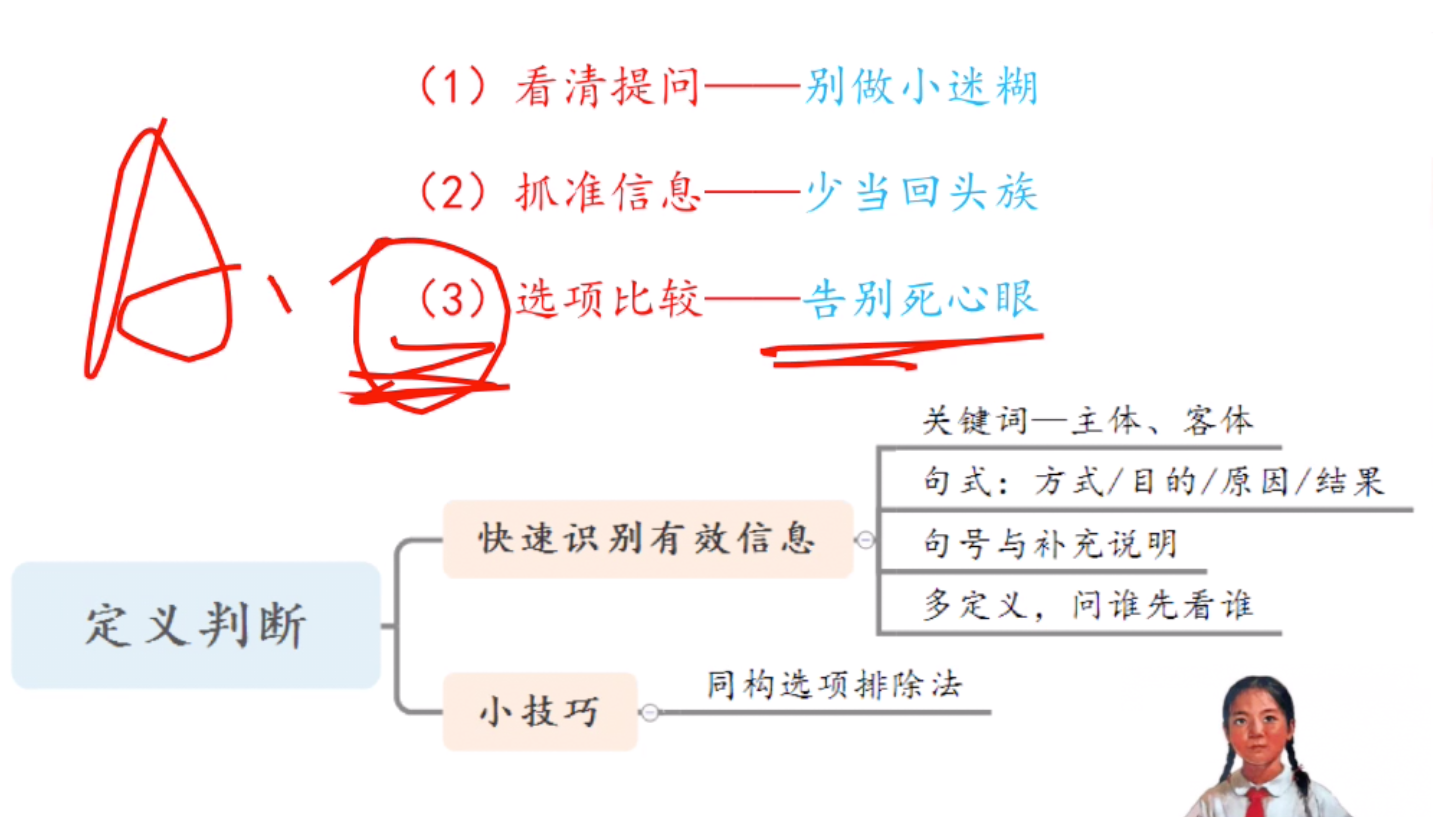 （1）看清提问——别做小迷糊
（2）抓准信息——少当回头族
A、
（3）选项比较——告别死心眼
定义判断
快速识别有效信息
关键词—主体、客体
句式：方式/目的/原因/结果
句号与补充说明
多定义，问谁先看谁
小技巧
同构选项排除法